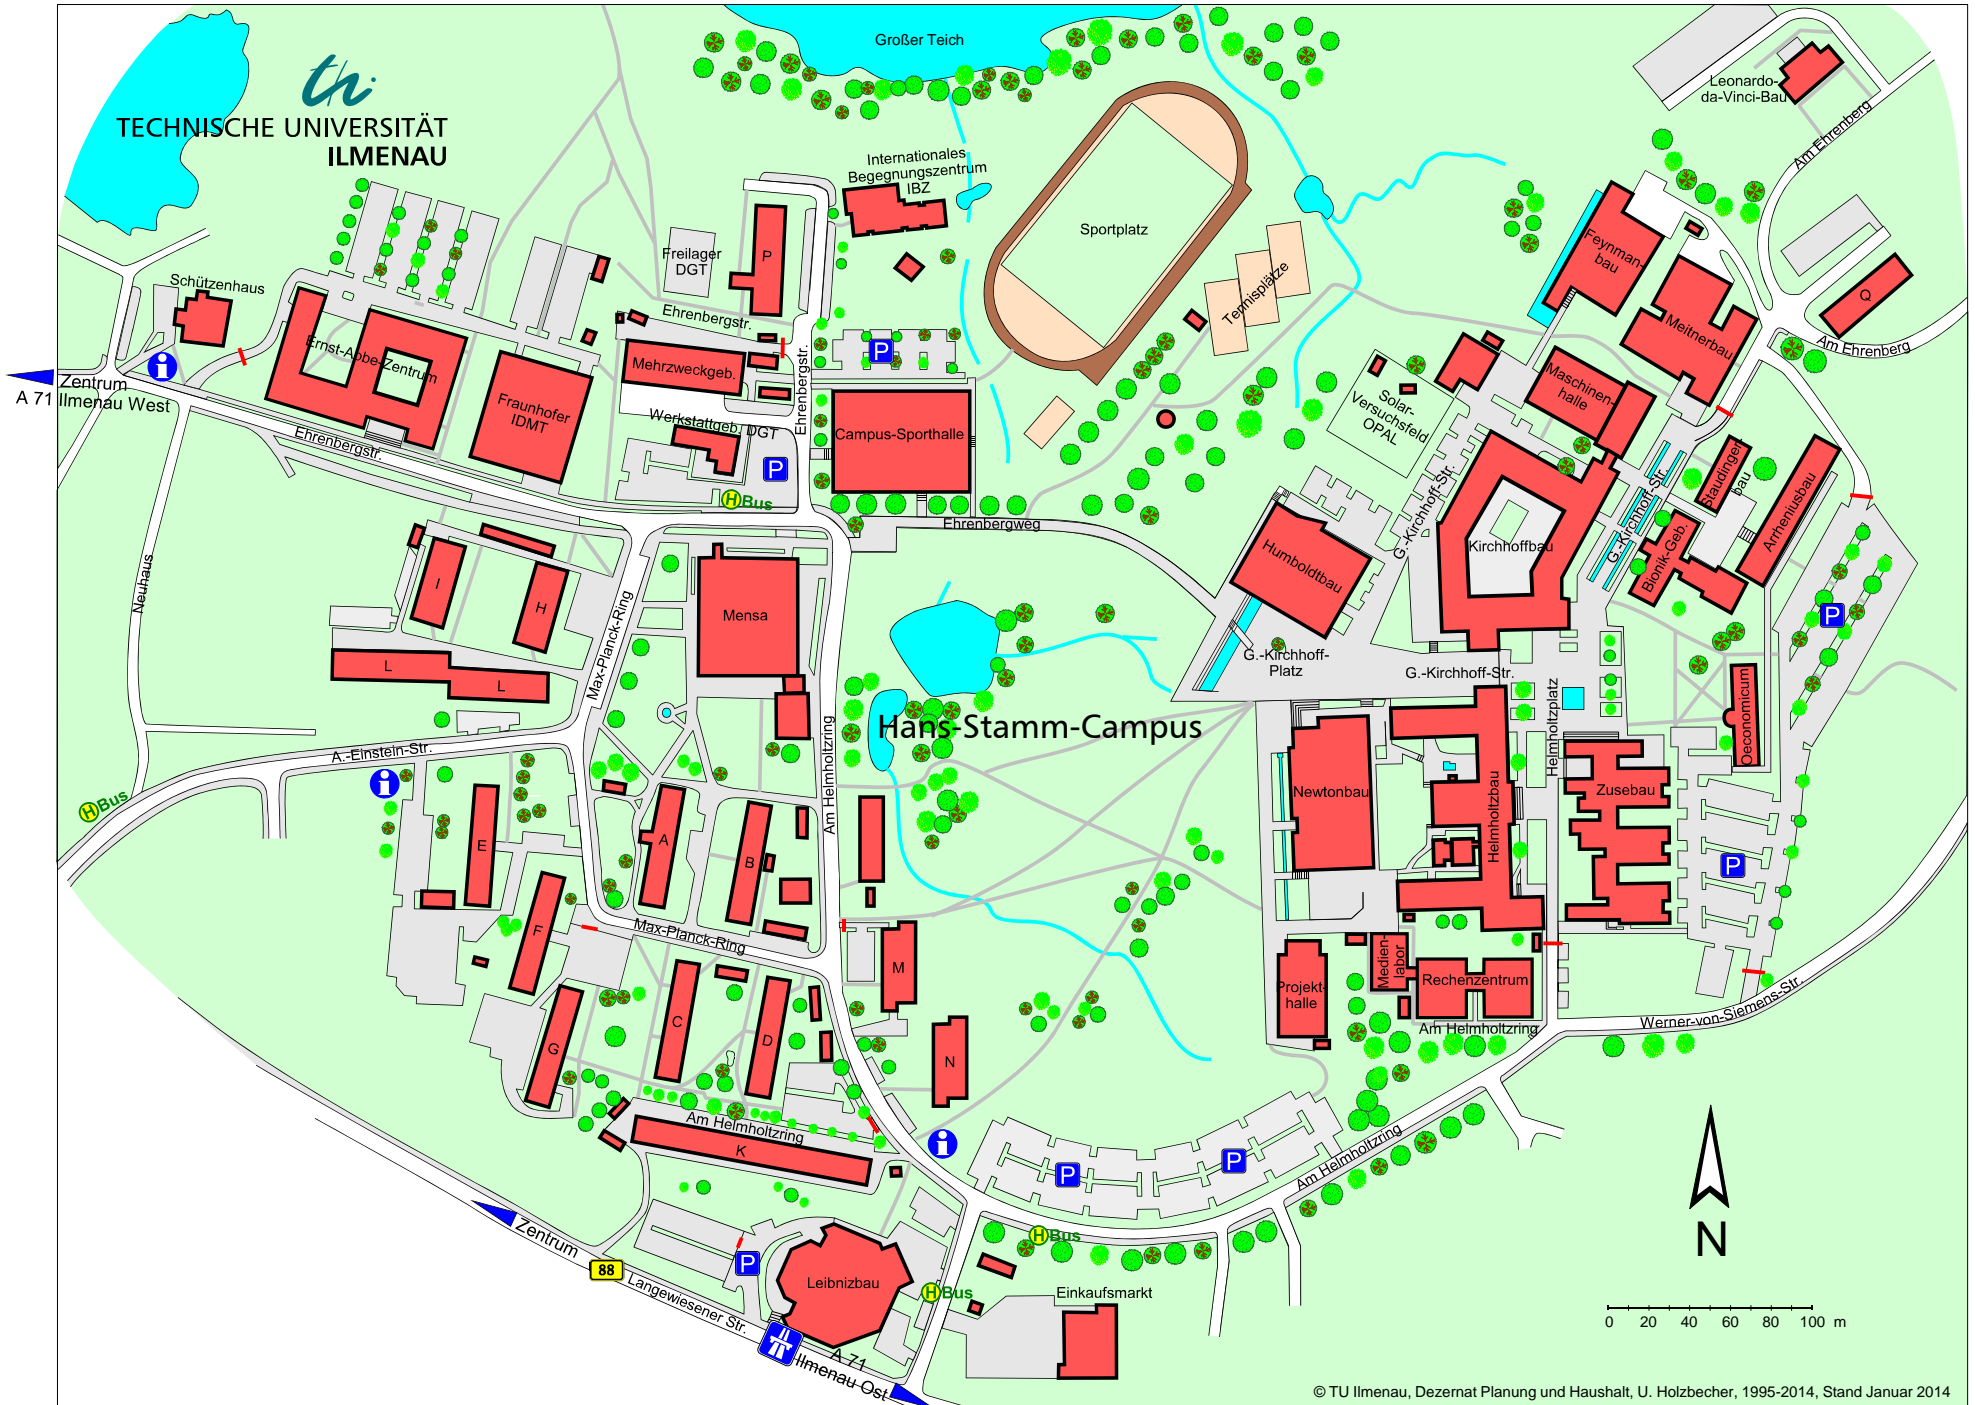 Großer Teich
TECHNISCHE UNIVERSITÄT
ILMENAU
Leonardo-
da-Vinci-Bau
Am Ehrenberg
Internationales
Begegnungszentrum
IBZ
Sportplatz
Tennisplätze
Feynman-
bau
Meitnerbau
Q
Am Ehrenberg
Freilager
DGT
P
Schützenhaus
Ehrenbergstr.
Ernst-Abbe-Zentrum
Fraunhofer
IDMT
Mehrzweckgeb.
Ehrenbergstr.
P
Maschinen-
halle
Solar-
Versuchsfeld
OPAL
Zentrum
A 71 Ilmenau West
Ehrenbergstr.
Werkstattgeb. DGT
P
H Bus
Campus-Sporthalle
Ehrenbergweg
G.-Kirchhoff-Str.
Kirchhoffbau
G.-Kirchhoff-Str.
Staudinger-
bau
Arrheniusbau
Bionik-Geb.
Humboldtbau
P
Neuhaus
I
H
L
L
Max-Planck-Ring
Mensa
G.-Kirchhoff-
Platz
G.-Kirchhoff-Str.
Helmholtzplatz
Oeconomicum
Hans-Stamm-Campus
A.-Einstein-Str.
H Bus
Am Helmholtzring
Newtonbau
Helmholtzbau
Zusebau
P
E
A
B
F
Max-Planck-Ring
M
Projekt-
halle
Medien-
labor
Rechenzentrum
Am Helmholtzring
Werner-von-Siemens-Str.
G
C
D
N
Am Helmholtzring
K
P
P
Am Helmholtzring
N
Zentrum
88
Langewiesener Str.
P
Leibnizbau
H Bus
H Bus
Einkaufsmarkt
A 71
Ilmenau Ost
0 20 40 60 80 100 m
© TU Ilmenau, Dezernat Planung und Haushalt, U. Holzbecher, 1995-2014, Stand Januar 2014